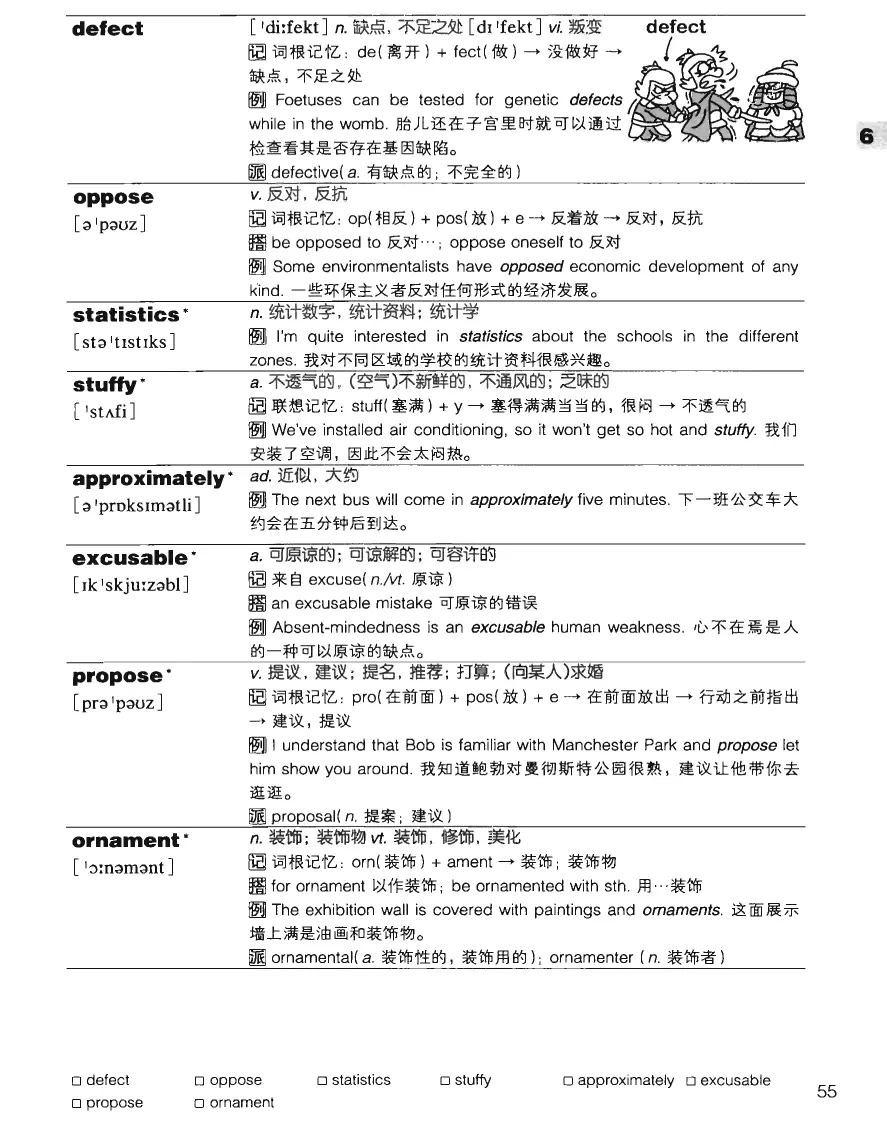 defect [ ˈdiːfekt ] n. 缺点, 不足之处 [ dɪˈfekt ] vi. 叛变
defect
记 词根记忆: de(离开) + fect(做) → 没做好 →
缺点, 不足之处
例 Foetuses can be tested for genetic defects
while in the womb. 胎儿还在子宫里时就可以通过
检查看其是否存在基因缺陷。
派 defective( a. 有缺点的; 不完全的 )
6
oppose v. 反对, 反抗
[ əˈpəʊz ] 记 词根记忆: op(相反) + pos(放) + e → 反着放 → 反对, 反抗
搭 be opposed to 反对…; oppose oneself to 反对
例 Some environmentalists have opposed economic development of any
kind. 一些环保主义者反对任何形式的经济发展。
statistics* n. 统计数字, 统计资料; 统计学
[ stəˈtɪstɪks ] 例 I'm quite interested in statistics about the schools in the different
zones. 我对不同区域的学校的统计资料很感兴趣。
stuffy* a. 不透气的, (空气)不新鲜的, 不通风的; 乏味的
[ ˈstʌfi ] 记 联想记忆: stuff(塞满) + y → 塞得满满当当的, 很闷 → 不透气的
例 We've installed air conditioning, so it won't get so hot and stuffy. 我们
安装了空调, 因此不会太闷热。
approximately* ad. 近似, 大约
[ əˈprɒksɪmətli ] 例 The next bus will come in approximately five minutes. 下一班公交车大
约会在五分钟后到达。
excusable* a. 可原谅的; 可谅解的; 可容许的
[ ɪkˈskjuːzəbl ] 记 来自 excuse( n./vt. 原谅 )
搭 an excusable mistake 可原谅的错误
例 Absent-mindedness is an excusable human weakness. 心不在焉是人
的一种可以原谅的缺点。
propose* v. 提议, 建议; 提名, 推荐; 打算; (向某人)求婚
[ prəˈpəʊz ] 记 词根记忆: pro(在前面) + pos(放) + e → 在前面放出 → 行动之前指出
→ 建议, 提议
例 I understand that Bob is familiar with Manchester Park and propose let
him show you around. 我知道鲍勃对曼彻斯特公园很熟, 建议让他带你去
逛逛。
派 proposal( n. 提案; 建议 )
ornament* n. 装饰; 装饰物 vt. 装饰, 修饰, 美化
[ ˈɔːnəmənt ] 记 词根记忆: orn(装饰) + ament → 装饰; 装饰物
搭 for ornament 以作装饰; be ornamented with sth. 用…装饰
例 The exhibition wall is covered with paintings and ornaments. 这面展示
墙上满是油画和装饰物。
派 ornamental( a. 装饰性的, 装饰用的 ); ornamenter ( n. 装饰者 )
□ defect □ oppose □ statistics □ stuffy □ approximately □ excusable
□ propose □ ornament
55